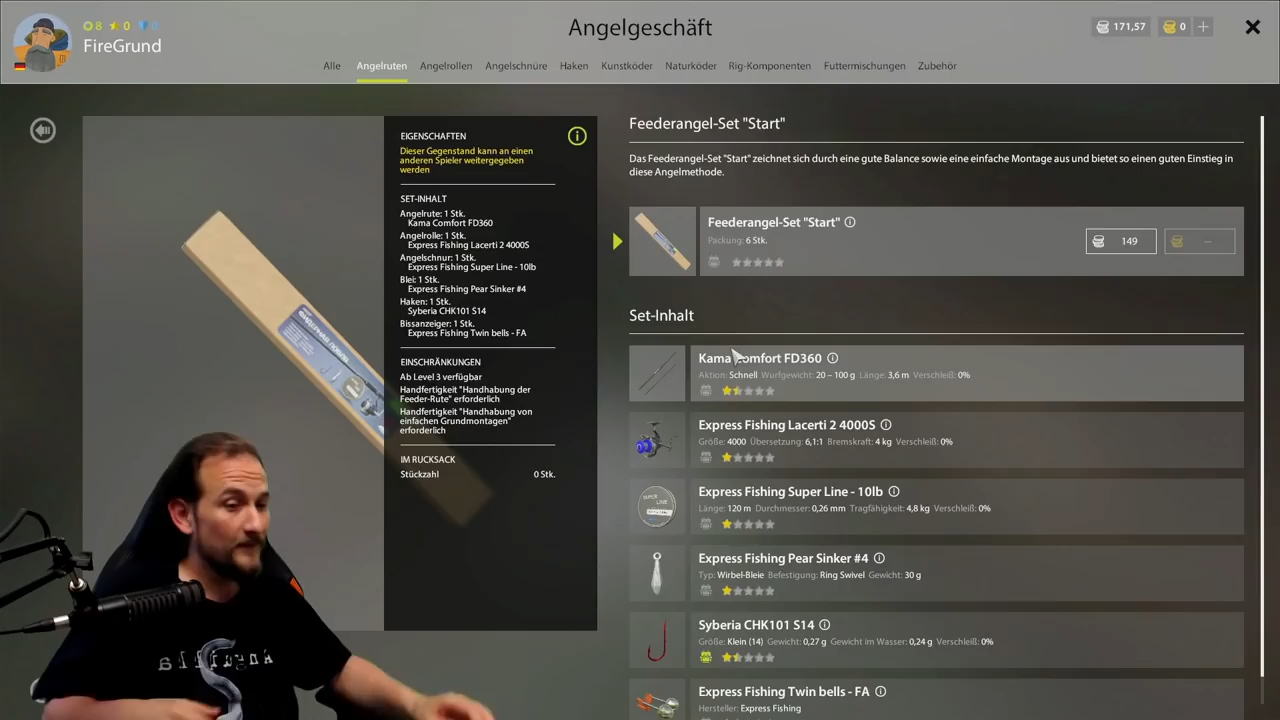 8 0 0
FireGrund
Angelgeschäft
171,57 0
Alle Angelruten Angelrollen Angelschnüre Haken Kunstköder Naturköder Rig-Komponenten Futtermischungen Zubehör
EIGENSCHAFTEN
Dieser Gegenstand kann an einen
anderen Spieler weitergegeben
werden
SET-INHALT
Angelrute: 1 Stk.
Kama Comfort FD360
Angelrolle: 1 Stk.
Express Fishing Lacerti 2 4000S
Angelschnur: 1 Stk.
Express Fishing Super Line - 10lb
Blei: 1 Stk.
Express Fishing Pear Sinker #4
Haken: 1 Stk.
Syberia CHK101 S14
Bissanzeiger: 1 Stk.
Express Fishing Twin bells - FA
EINSCHRÄNKUNGEN
Ab Level 3 verfügbar
Handfertigkeit "Handhabung der
Feeder-Rute" erforderlich
Handfertigkeit "Handhabung von
einfachen Grundmontagen"
erforderlich
IM RUCKSACK
Stückzahl 0 Stk.
Feederangel-Set "Start"
Das Feederangel-Set "Start" zeichnet sich durch eine gute Balance sowie eine einfache Montage aus und bietet so einen guten Einstieg in
diese Angelmethode.
Feederangel-Set "Start"
Packung: 6 Stk.
149 –
Set-Inhalt
Kama Comfort FD360
Aktion: Schnell Wurfgewicht: 20 – 100 g Länge: 3,6 m Verschleiß: 0%
Express Fishing Lacerti 2 4000S
Größe: 4000 Übersetzung: 6,1:1 Bremskraft: 4 kg Verschleiß: 0%
Express Fishing Super Line - 10lb
Länge: 120 m Durchmesser: 0,26 mm Tragfähigkeit: 4,8 kg Verschleiß: 0%
Express Fishing Pear Sinker #4
Typ: Wirbel-Bleie Befestigung: Ring Swivel Gewicht: 30 g
Syberia CHK101 S14
Größe: Klein (14) Gewicht: 0,27 g Gewicht im Wasser: 0,24 g Verschleiß: 0%
Express Fishing Twin bells - FA
Hersteller: Express Fishing